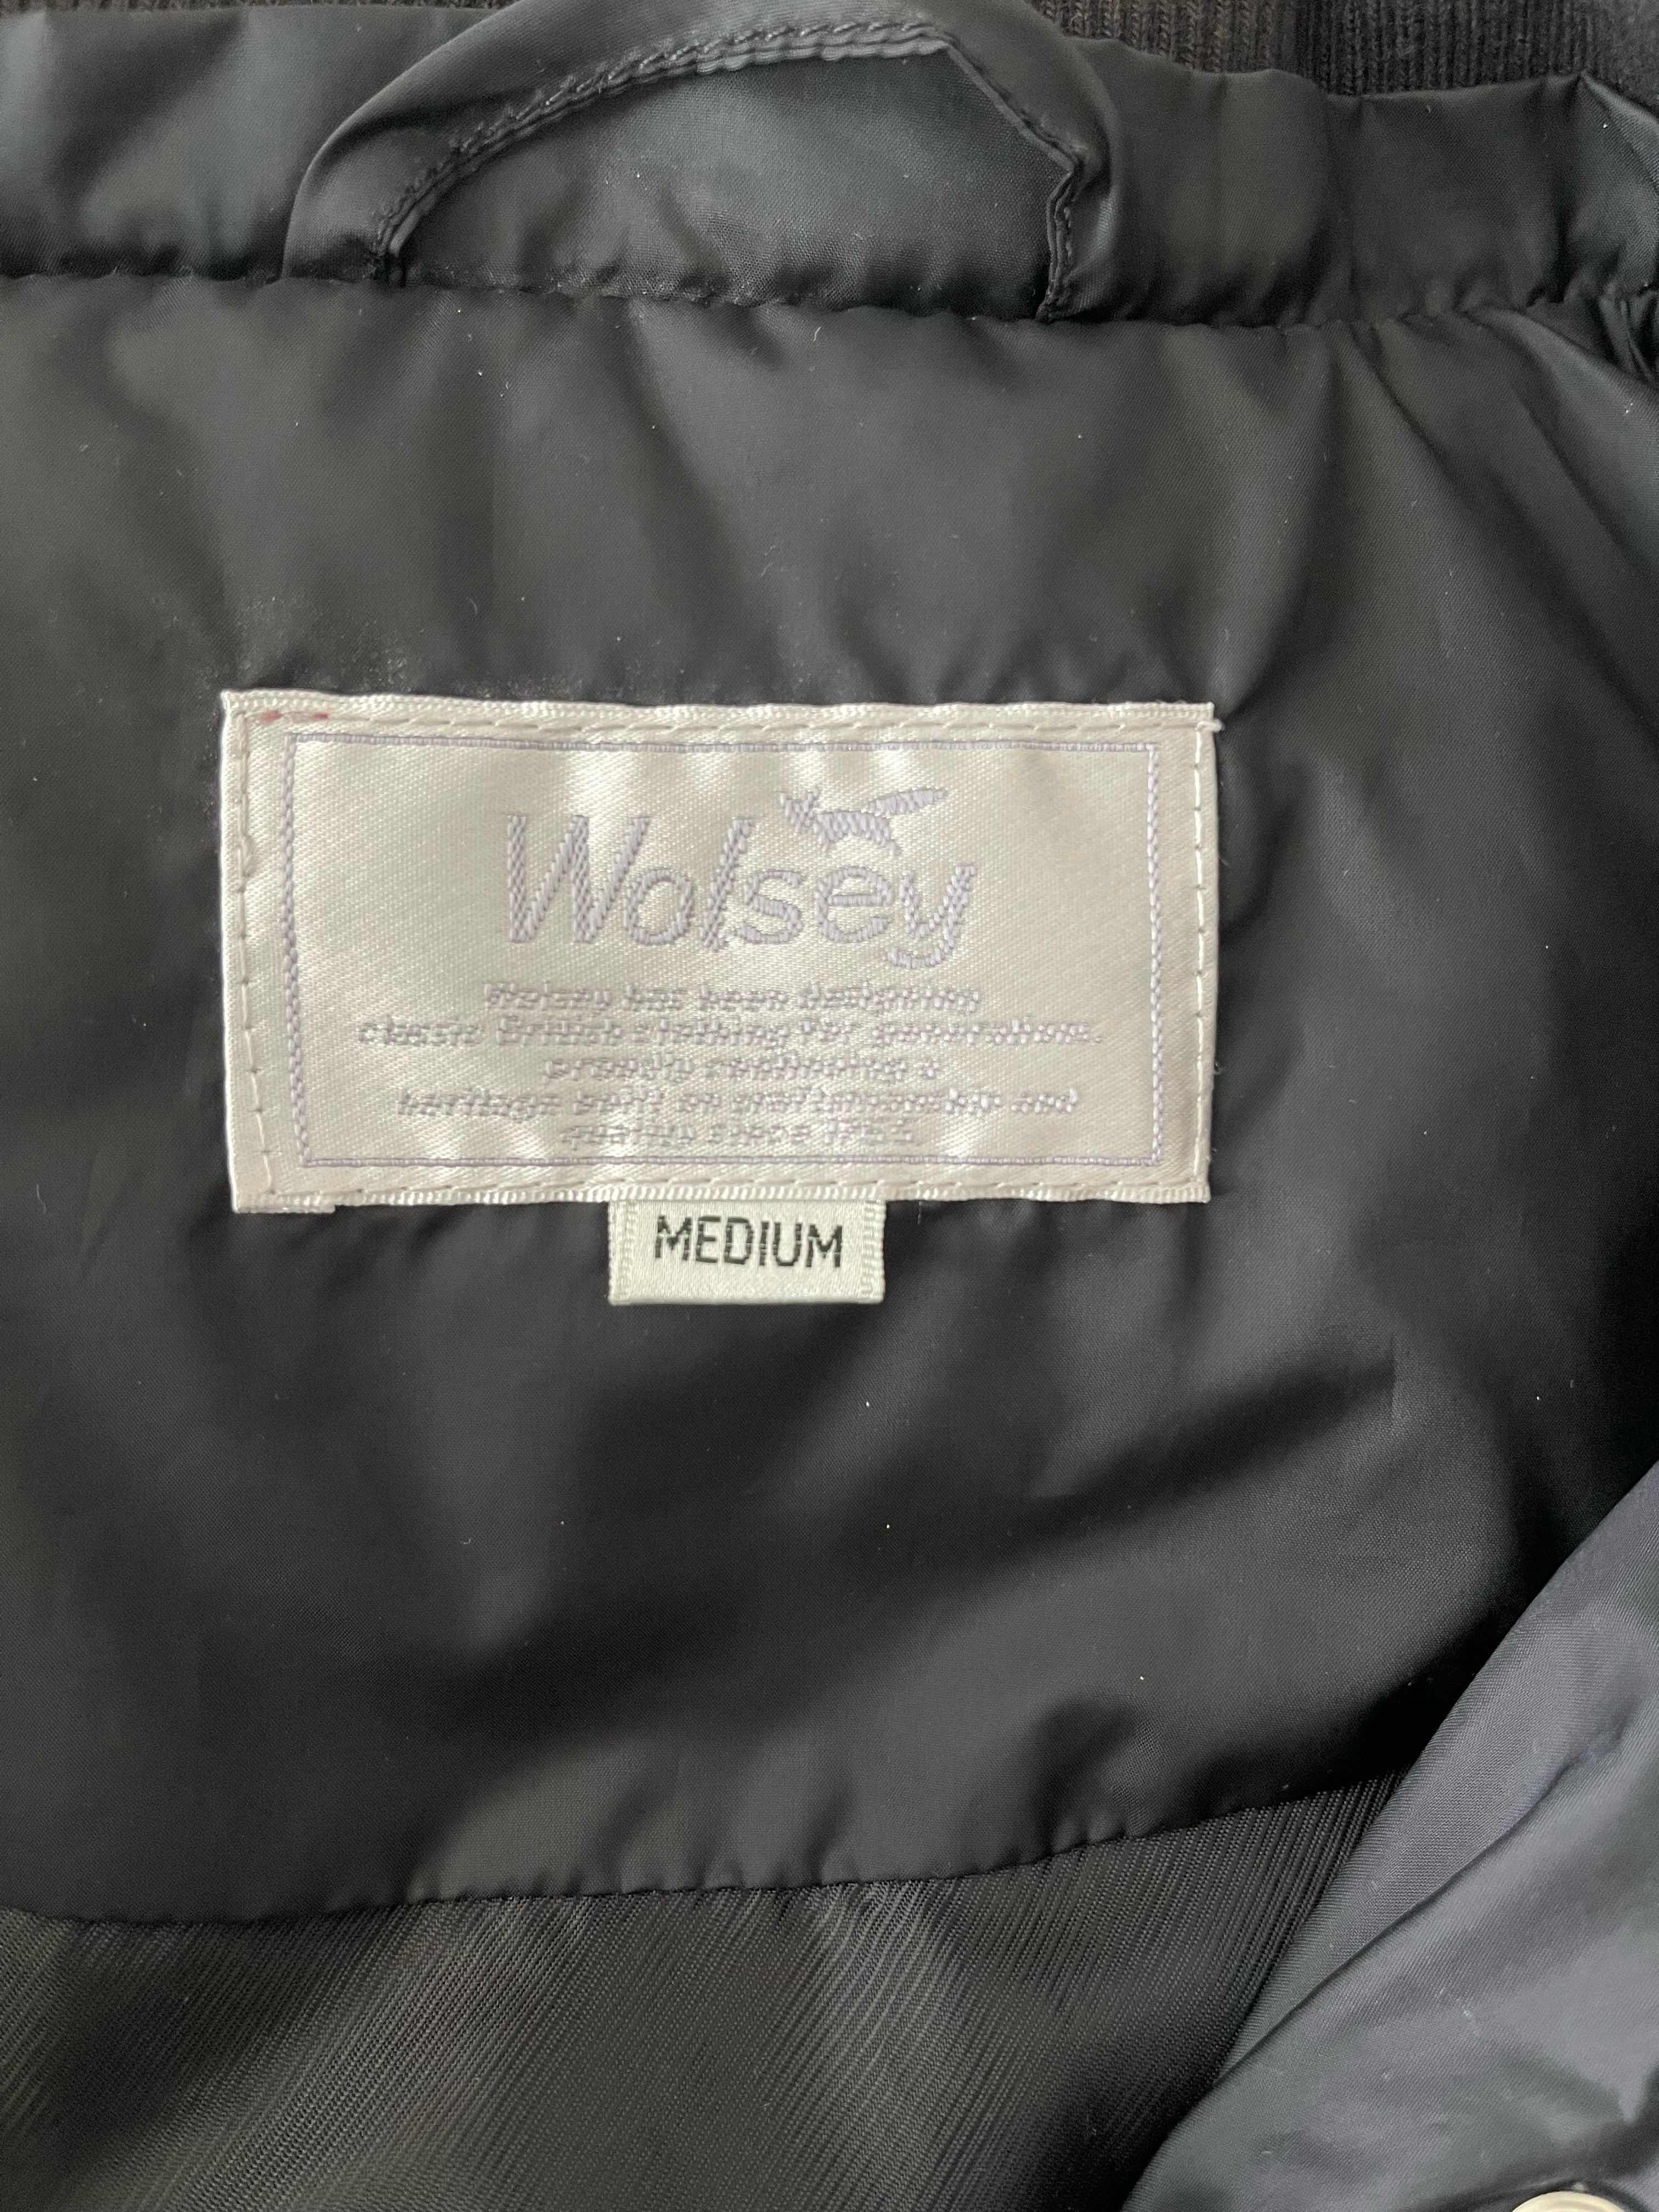 Wolsey
Wolsey has been designing
classic British clothing for generations,
proudly continuing a
heritage built on craftsmanship and
quality since 1755
MEDIUM